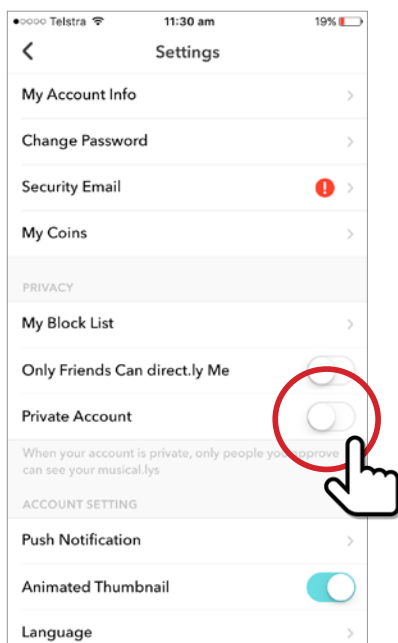 Telstra 11:30 am 19%
Settings
My Account Info
Change Password
Security Email
My Coins
PRIVACY
My Block List
Only Friends Can direct.ly Me
Private Account
When your account is private, only people you approve
can see your musical.lys
ACCOUNT SETTING
Push Notification
Animated Thumbnail
Language